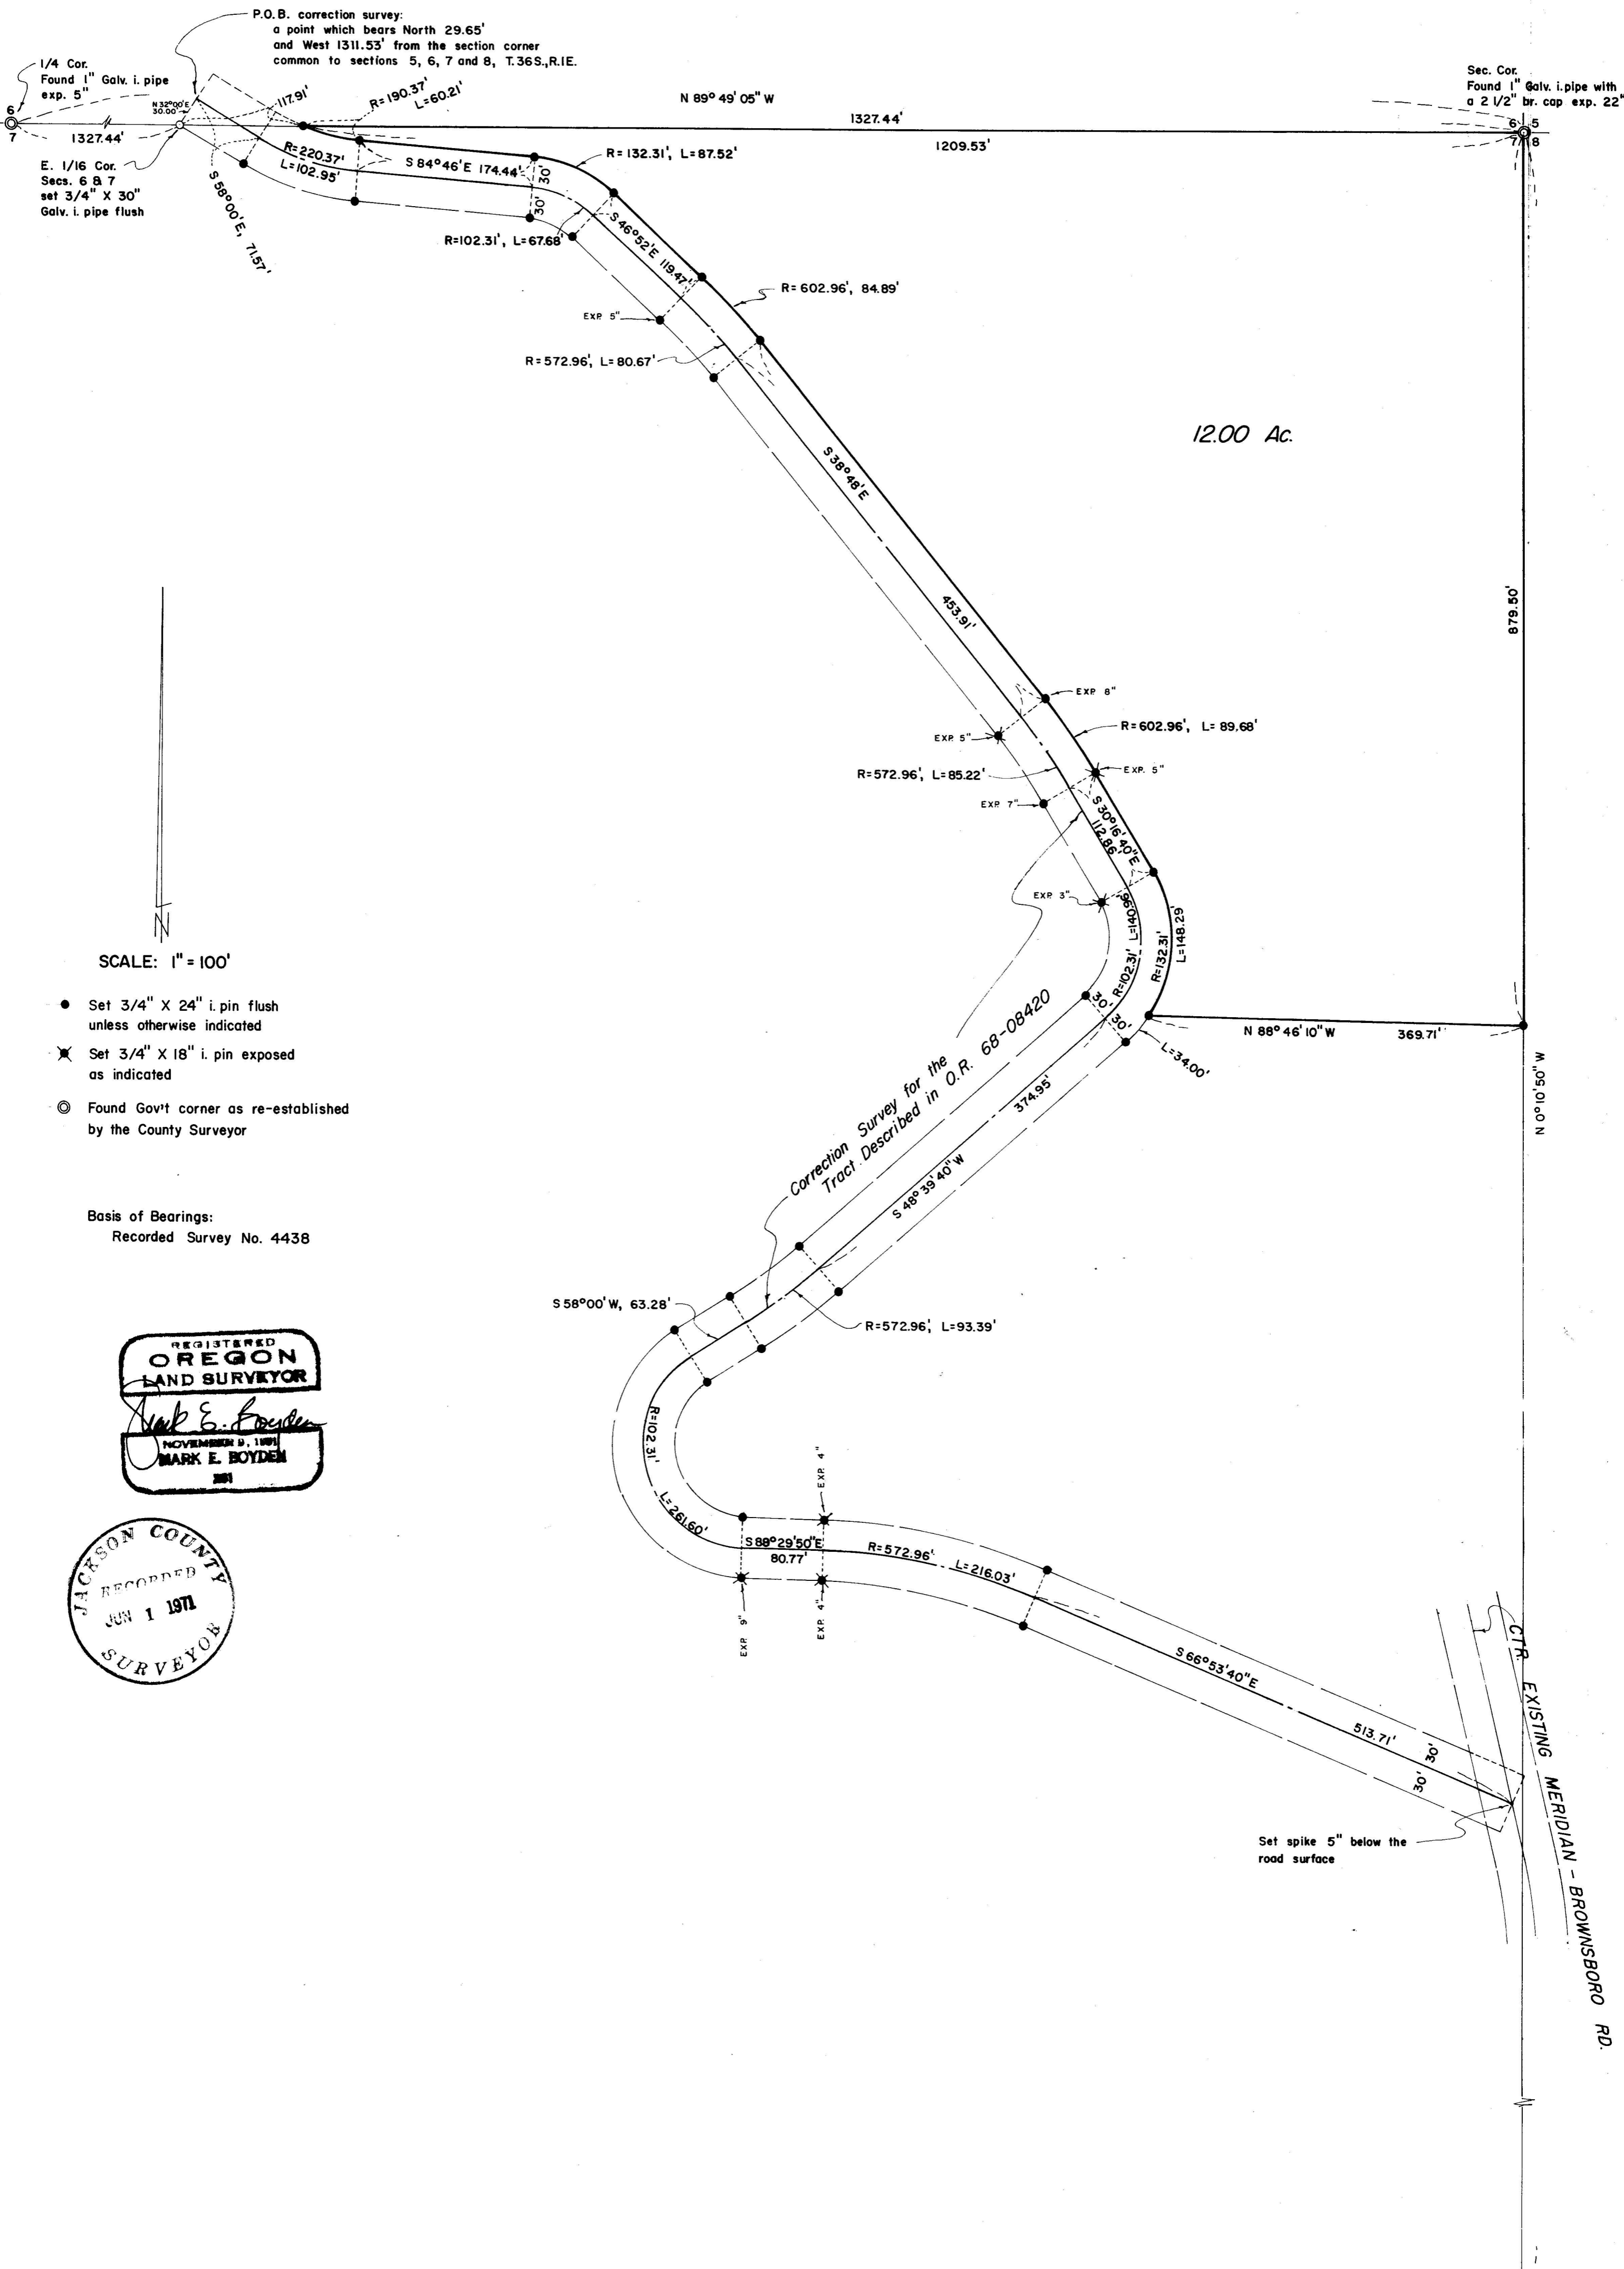 P.O.B. correction survey:
a point which bears North 29.65'
and West 1311.53' from the section corner
common to sections 5, 6, 7 and 8, T.36S.,R.1E.
1/4 Cor.
Found 1" Galv. i. pipe
exp. 5"
Sec. Cor.
Found 1" Galv. i.pipe with
a 2 1/2" br. cap exp. 22"
N 32°00'E
30.00'
117.91'
R=190.37'
L=60.21'
N 89° 49' 05" W
1327.44'
1209.53'
6
7
1327.44'
6 5
7 8
E. 1/16 Cor.
Secs. 6 & 7
set 3/4" X 30"
Galv. i. pipe flush
S 58°00'E, 71.57'
R=220.37'
L=102.95'
S 84°46'E 174.44'
30'
30'
R=132.31', L=87.52'
R=102.31', L=67.68'
S 46°52'E 119.47'
R=602.96', 84.89'
EXP. 5"
R=572.96', L=80.67'
12.00 Ac.
S 38°48'E
453.91'
879.50'
EXP. 8"
EXP. 5"
R=602.96', L=89.68'
R=572.96', L=85.22'
EXP. 5"
EXP. 7"
S 30°16'40"E
112.86'
EXP. 3"
R=102.31' L=140.96'
R=132.31'
L=148.29'
30'
30'
L=34.00'
N 88° 46' 10" W 369.71'
N 0°10'50"W
N
SCALE: 1" = 100'
Set 3/4" X 24" i. pin flush
unless otherwise indicated
Set 3/4" X 18" i. pin exposed
as indicated
Found Gov't corner as re-established
by the County Surveyor
Correction Survey for the
Tract Described in O.R. 68-08420
374.95'
S 48°39'40"W
Basis of Bearings:
Recorded Survey No. 4438
S 58°00'W, 63.28'
R=572.96', L=93.39'
REGISTERED
OREGON
LAND SURVEYOR
Mark E. Boyden
MARK E. BOYDEN
R=102.31'
L=261.60'
EXP. 4"
S 88°29'50"E
80.77'
R=572.96'
L=216.03'
EXP. 9"
EXP. 4"
JACKSON COUNTY
RECORDED
JUN 1 1971
SURVEYOR
S 66°53'40"E
513.71'
30'
30'
Set spike 5" below the
road surface
CTR. EXISTING MERIDIAN - BROWNSBORO RD.